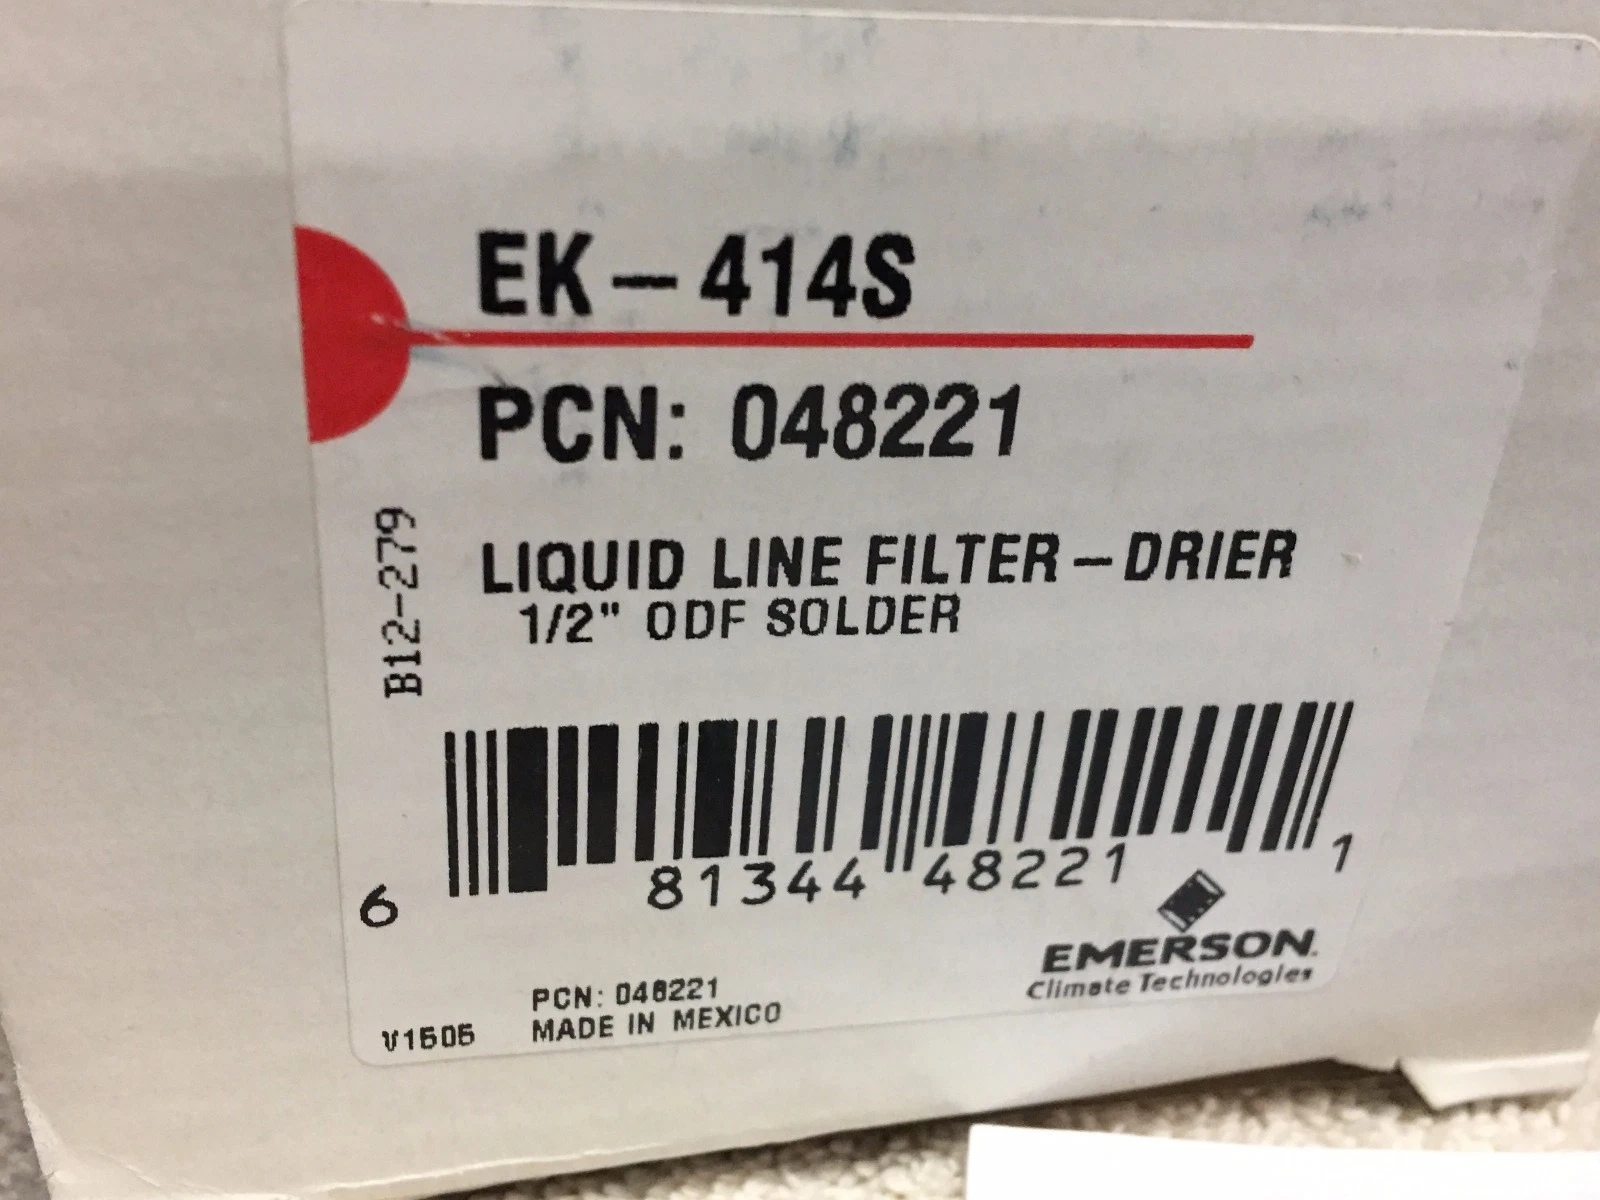 EK-414S
PCN: 048221
B12-279
LIQUID LINE FILTER-DRIER
1/2" ODF SOLDER
6 81344 48221 1
EMERSON.
Climate Technologies
PCN: 048221
V1505 MADE IN MEXICO